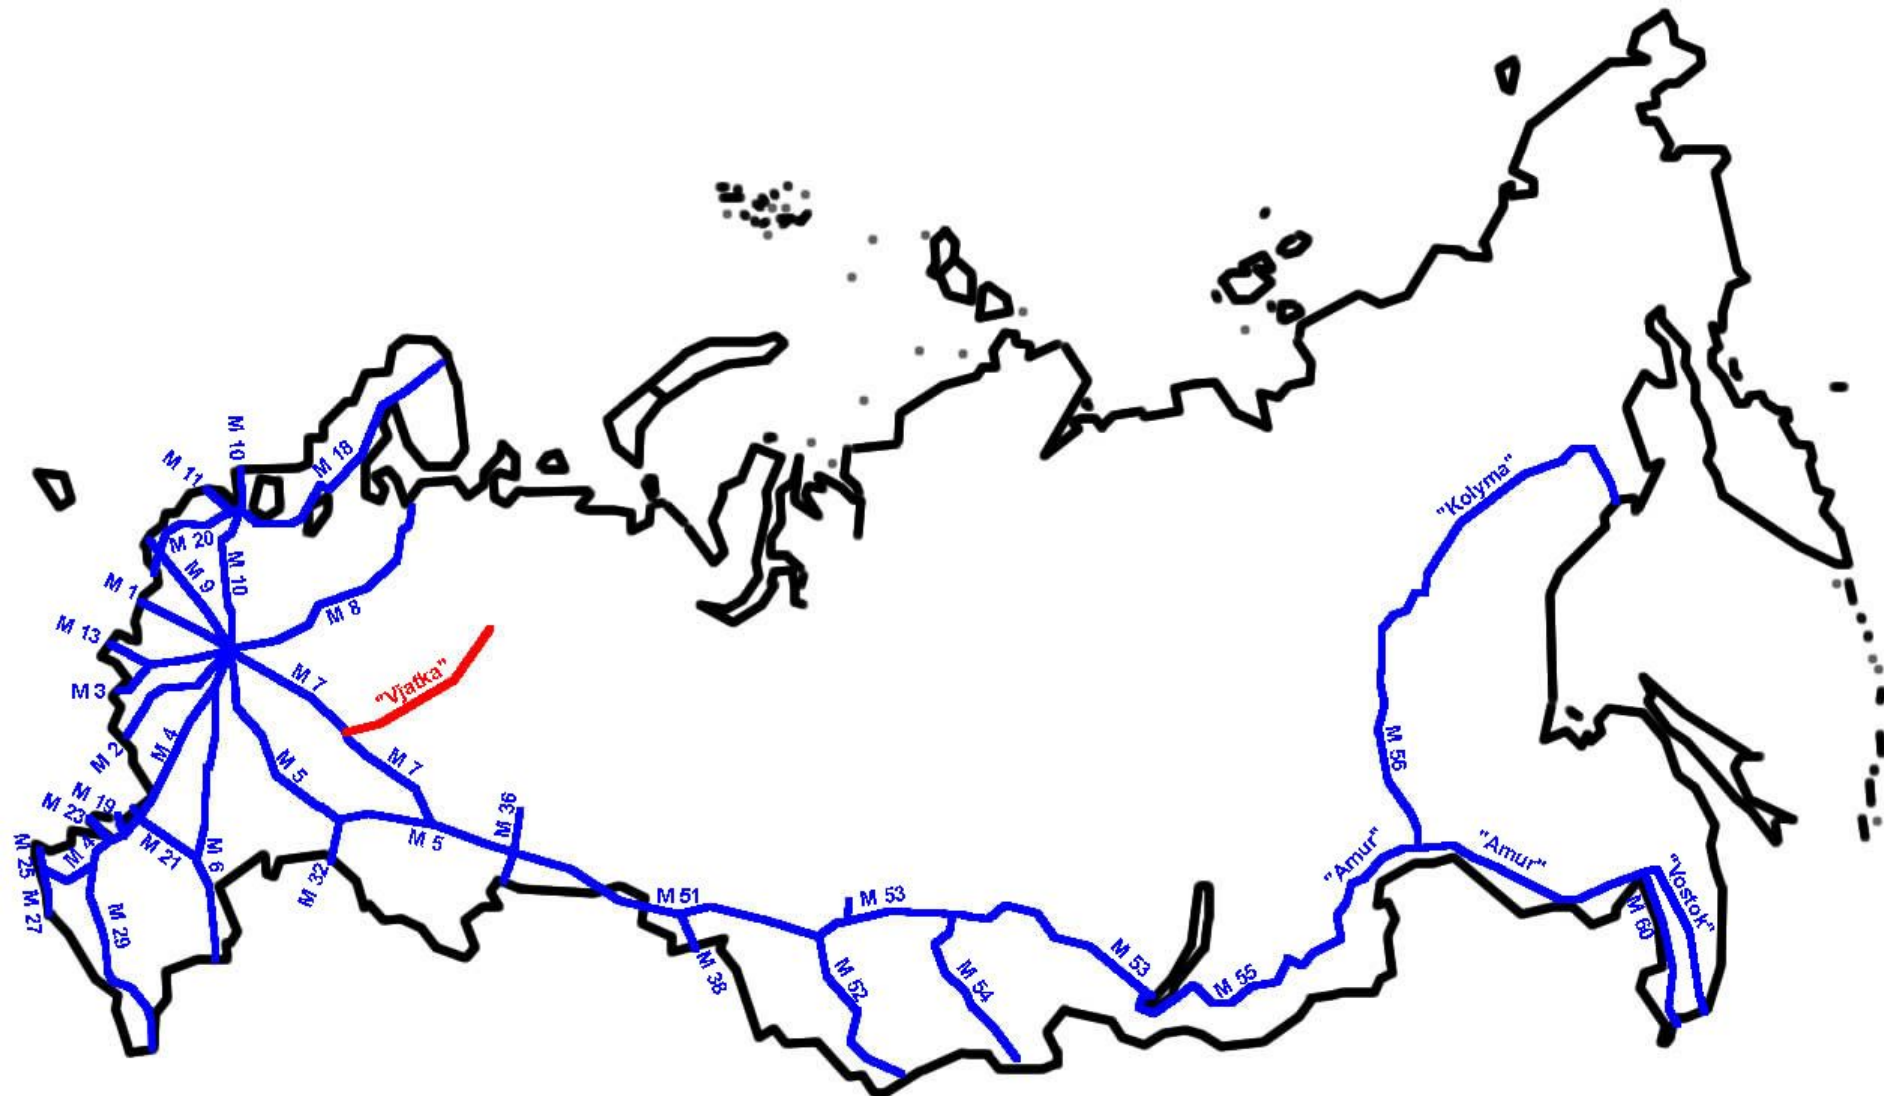 M 10
M 11
M 18
M 20
M 9
M 10
M 1
M 8
M 13
M 7
M 3
"Vjatka"
M 2
M 4
M 5
M 7
M 19
M 23
M 36
M 5
M 25
M 4
M 21
M 6
M 32
M 27
M 29
M 51
M 53
M 38
M 52
M 54
M 53
M 55
"Kolyma"
M 56
"Amur"
"Amur"
"Vostok"
M 60